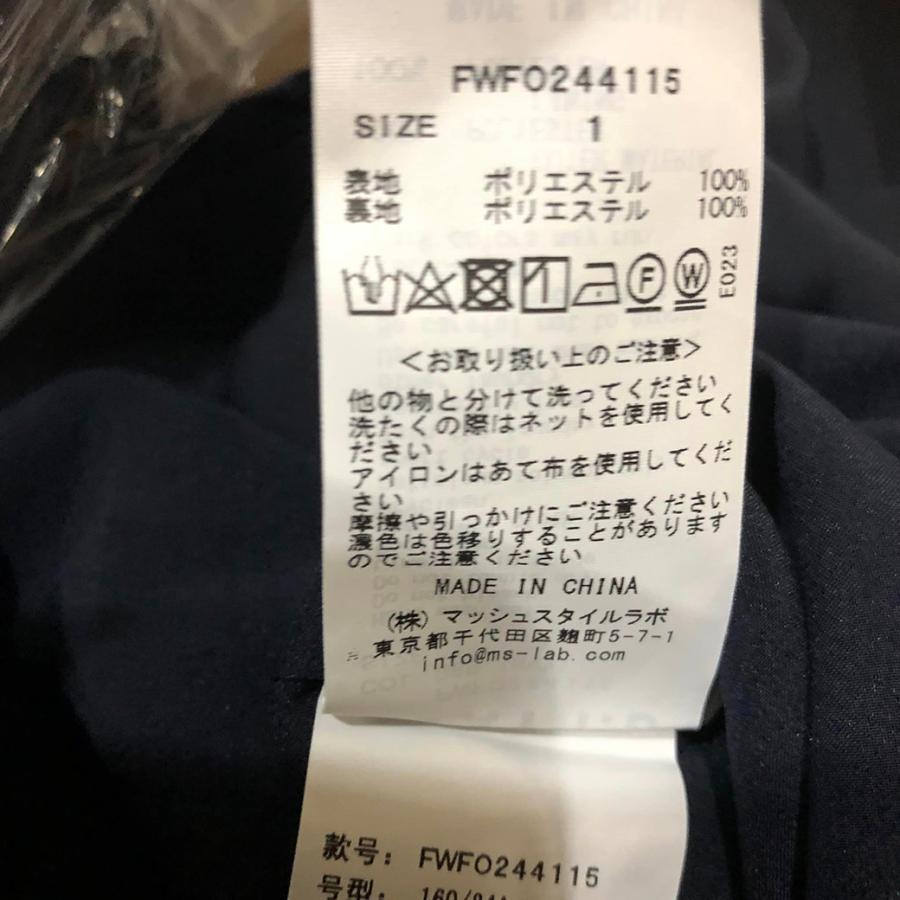 FWFO244115
SIZE 1
表地 ポリエステル 100%
裏地 ポリエステル 100%
F W E023
<お取り扱い上のご注意>
他の物と分けて洗ってください
洗たくの際はネットを使用してく
ださい
アイロンはあて布を使用してくだ
さい
摩擦や引っかけにご注意ください
濃色は色移りすることがあります
のでご注意ください
MADE IN CHINA
(株) マッシュスタイルラボ
東京都千代田区麹町5-7-1
info@ms-lab.com
款号: FWFO244115
号型: